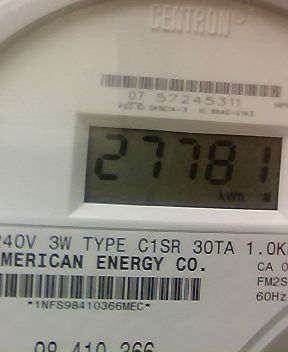 CENTRON®
07 57245311
27781
kWh
240V 3W TYPE C1SR 30TA 1.0K
AMERICAN ENERGY CO.
CA 0
FM2S
60Hz
*1NFS98410366MEC*
98 410 366